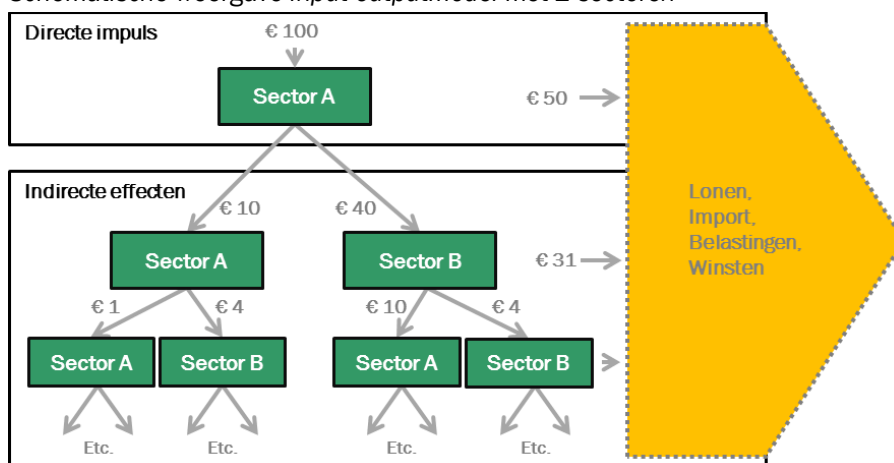 Directe impuls
€ 100
Sector A
€ 50
Indirecte effecten
€ 10
€ 40
Lonen,
Import,
Belastingen,
Winsten
Sector A
Sector B
€ 31
€ 1
€ 4
€ 10
€ 4
Sector A
Sector B
Sector A
Sector B
Etc.
Etc.
Etc.
Etc.